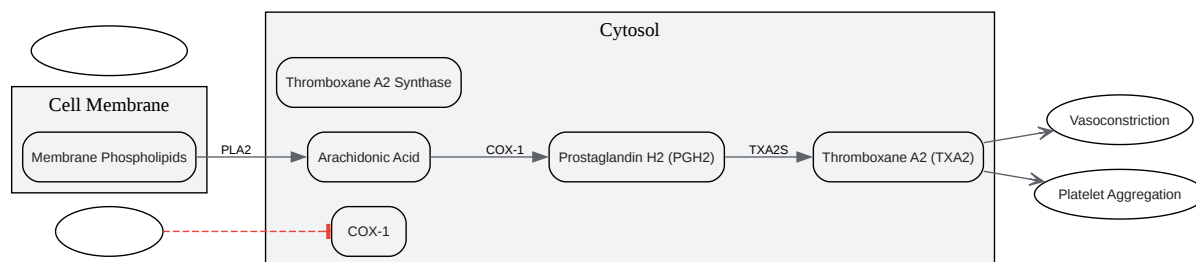 Cytosol
Thromboxane A2 Synthase
Cell Membrane
Membrane Phospholipids
PLA2
Arachidonic Acid
COX-1
Prostaglandin H2 (PGH2)
TXA2S
Thromboxane A2 (TXA2)
Vasoconstriction
Platelet Aggregation
COX-1